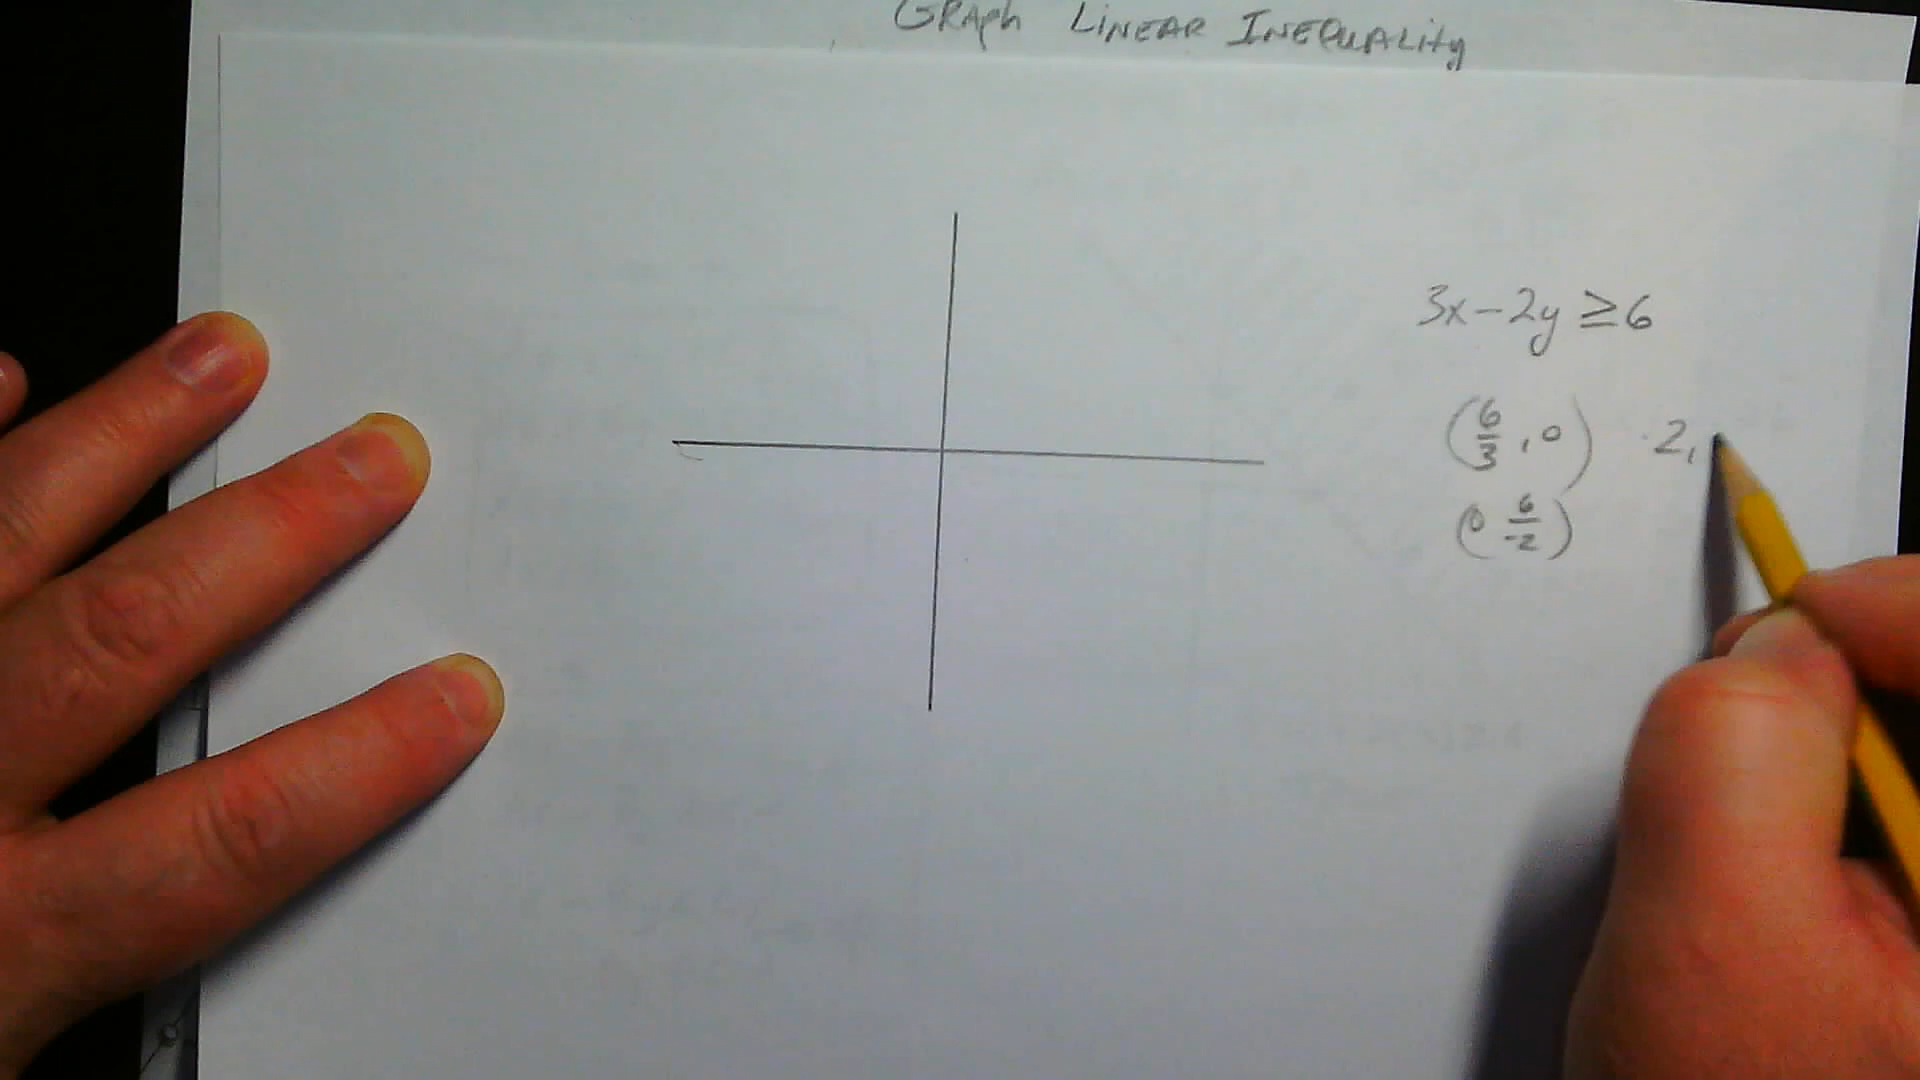 GRAPH LINEAR INEQUALITY
3x-2y ≥6
(6/3, 0) 2,
(0 6/-2)